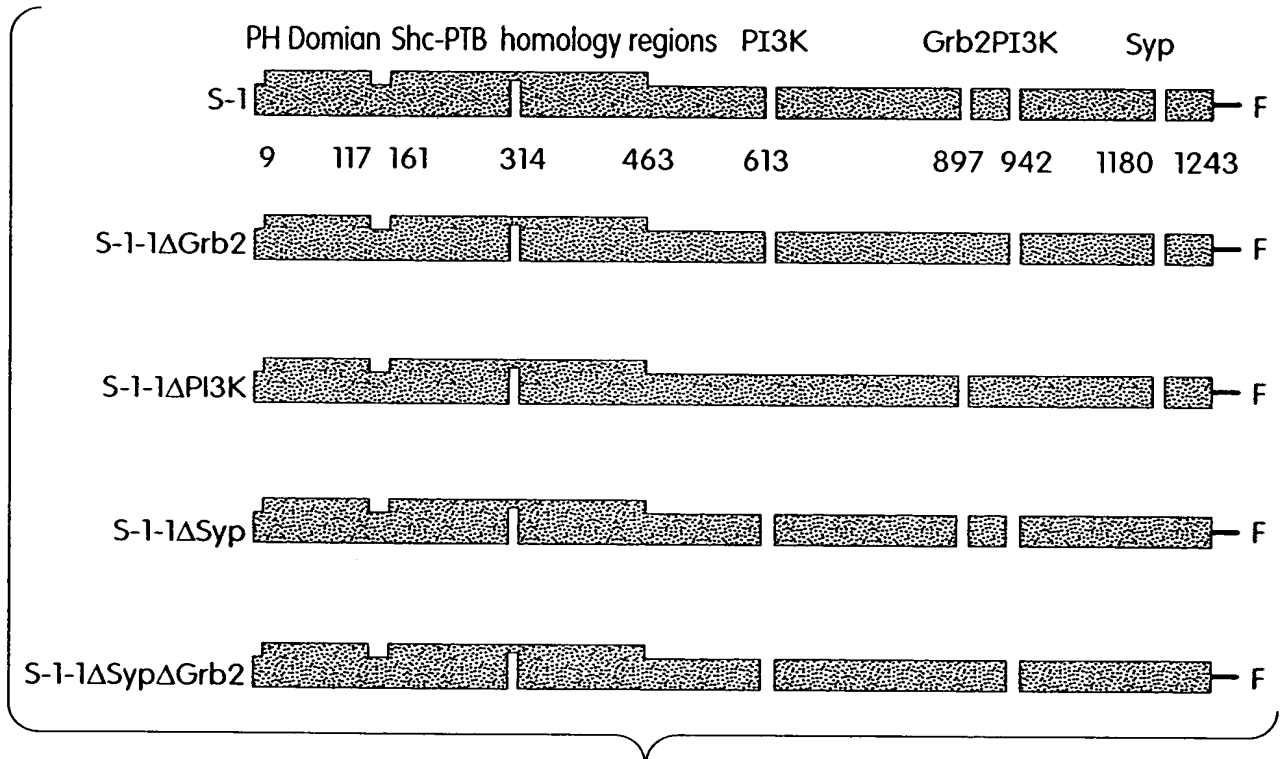 PH Domian Shc-PTB homology regions PI3K Grb2PI3K Syp
S-1 F
9 117 161 314 463 613 897 942 1180 1243
S-1-1ΔGrb2 F
S-1-1ΔPI3K F
S-1-1ΔSyp F
S-1-1ΔSypΔGrb2 F